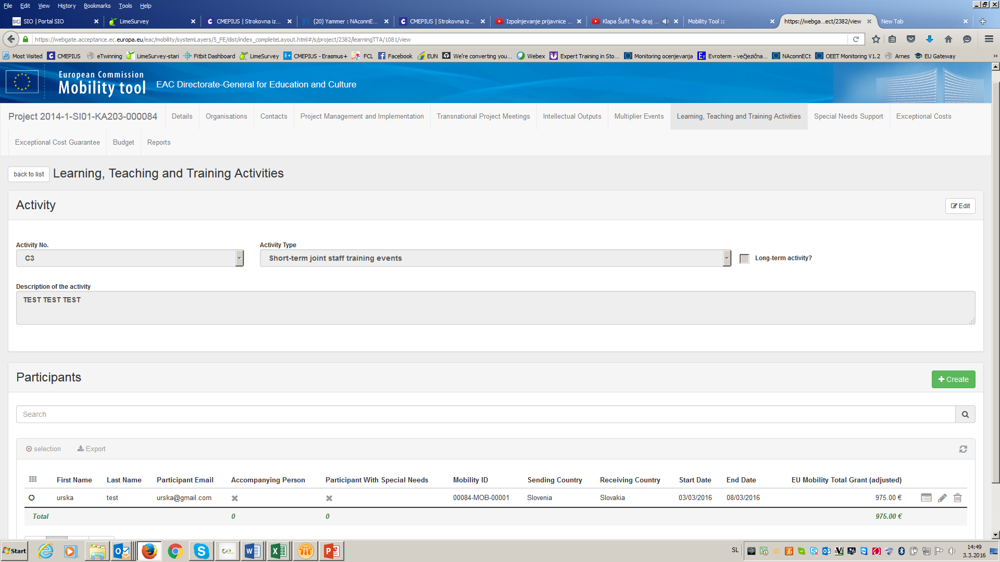 File Edit View History Bookmarks Tools Help
SIO | Portal SIO LimeSurvey CMEPIUS | Strokovna iz... (20) Yammer : NAconnE... CMEPIUS | Strokovna iz... Izpolnjevanje prijavnice ... Klapa Šufit "Ne diraj ... Mobility Tool :: https://webga...ect/2382/view New Tab
https://webgate.acceptance.ec.europa.eu/eac/mobility/systemLayers/5_FE/dist/index_completeLayout.html#/s/project/2382/learningTTA/1081/view
Most Visited CMEPIUS eTwinning LimeSurvey-stari Fitbit Dashboard LimeSurvey CMEPIUS - Erasmus+ FCL Facebook EUN We're converting you... Webex Expert Training in Sto... Monitoring ocenjevanja Evroterm - večjezična... NAconnECt OEET Monitoring V1.2 Arnes EU Gateway
European Commission
Mobility tool EAC Directorate-General for Education and Culture
Project 2014-1-SI01-KA203-000084 Details Organisations Contacts Project Management and Implementation Transnational Project Meetings Intellectual Outputs Multiplier Events Learning, Teaching and Training Activities Special Needs Support Exceptional Costs
Exceptional Cost Guarantee Budget Reports
back to list Learning, Teaching and Training Activities
Activity Edit
Activity No. Activity Type
C3 Short-term joint staff training events Long-term activity?
Description of the activity
TEST TEST TEST
Participants Create
Search
selection Export
First Name Last Name Participant Email Accompanying Person Participant With Special Needs Mobility ID Sending Country Receiving Country Start Date End Date EU Mobility Total Grant (adjusted)
urska test urska@gmail.com 00084-MOB-00001 Slovenia Slovakia 03/03/2016 08/03/2016 975.00 €
Total 0 0 975.00 €
Start SL 14:49
3.3.2016